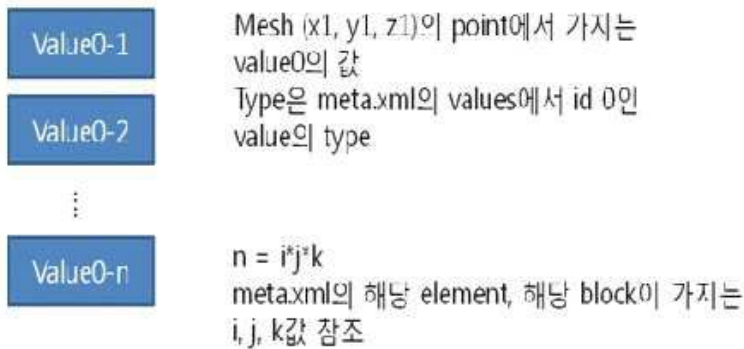 Value0-1
Mesh (x1, y1, z1)의 point에서 가지는
value0의 값
Type은 meta.xml의 values에서 id 0인
Value0-2
value의 type
n = i*j*k
Value0-n
meta.xml의 해당 element, 해당 block이 가지는
i, j, k값 참조